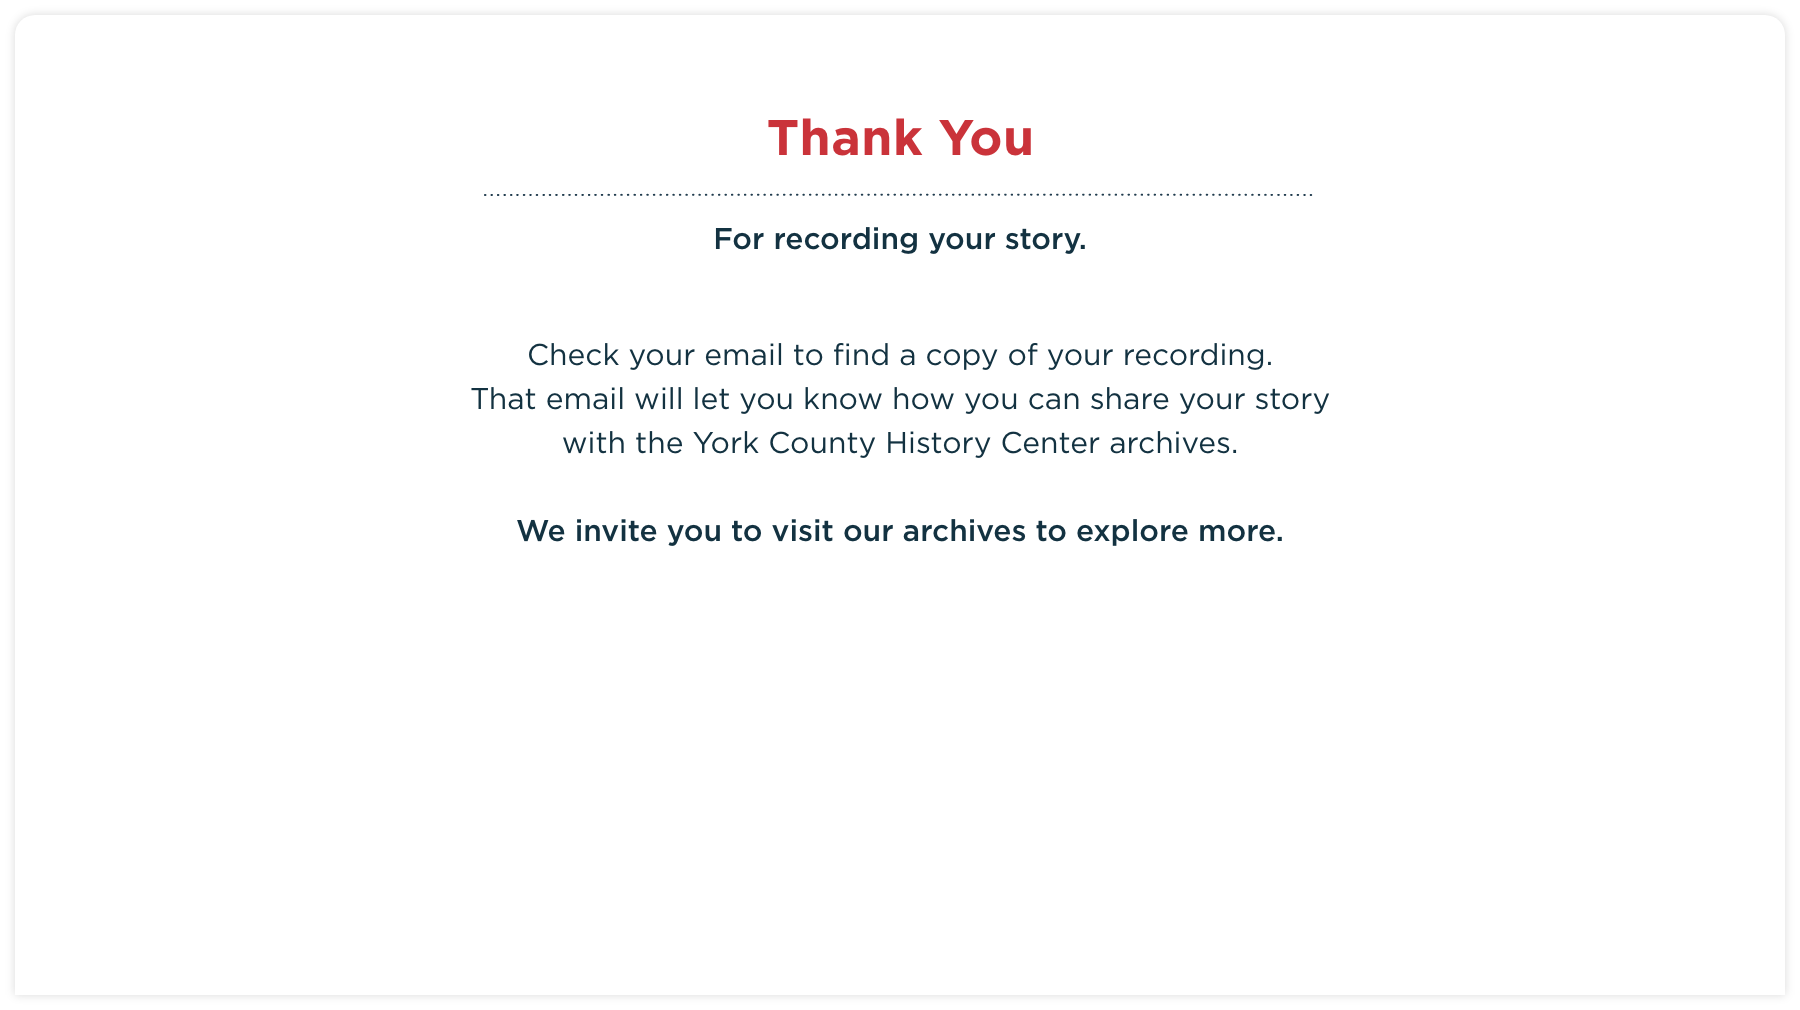 Thank You
For recording your story.
Check your email to find a copy of your recording.
That email will let you know how you can share your story
with the York County History Center archives.
We invite you to visit our archives to explore more.